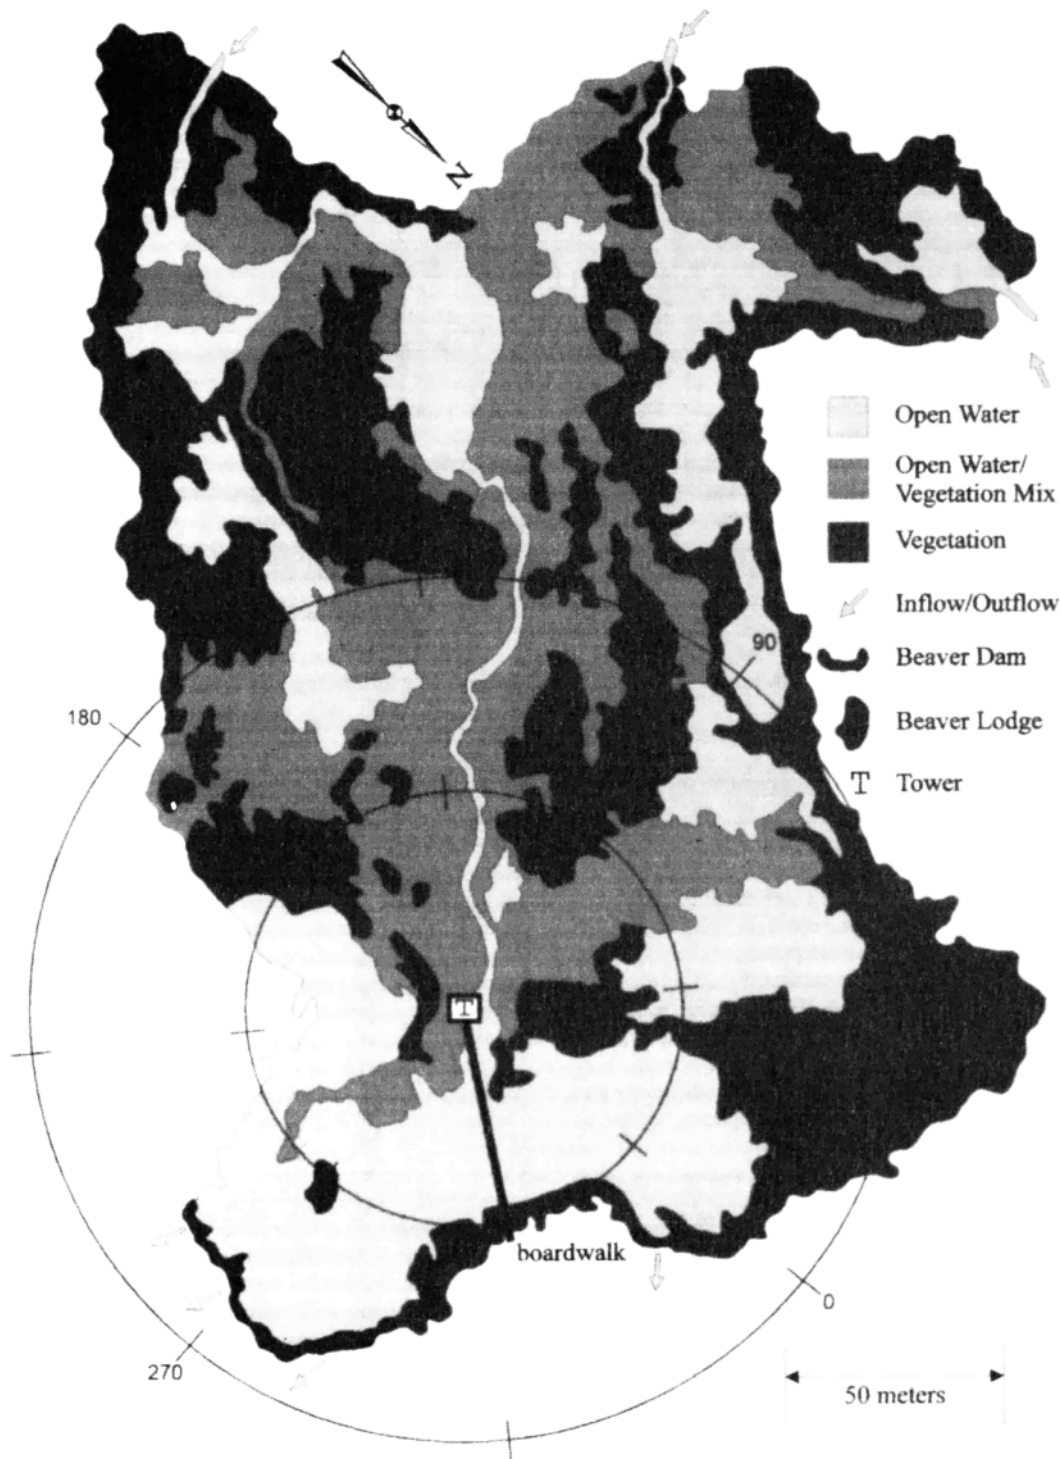 N
Open Water
Open Water/
Vegetation Mix
Vegetation
Inflow/Outflow
90
Beaver Dam
Beaver Lodge
180
T Tower
T
boardwalk
0
270
50 meters